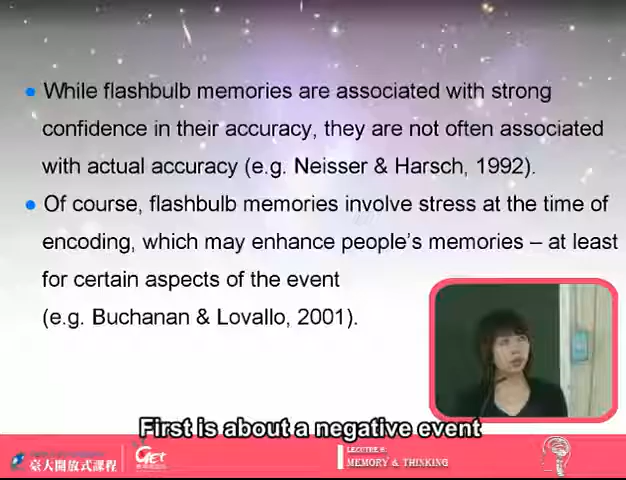 ● While flashbulb memories are associated with strong
confidence in their accuracy, they are not often associated
with actual accuracy (e.g. Neisser & Harsch, 1992).
● Of course, flashbulb memories involve stress at the time of
encoding, which may enhance people's memories – at least
for certain aspects of the event
(e.g. Buchanan & Lovallo, 2001).
First is about a negative event
臺大開放式課程
GET
LECUTRE 6:
MEMORY & THINKING